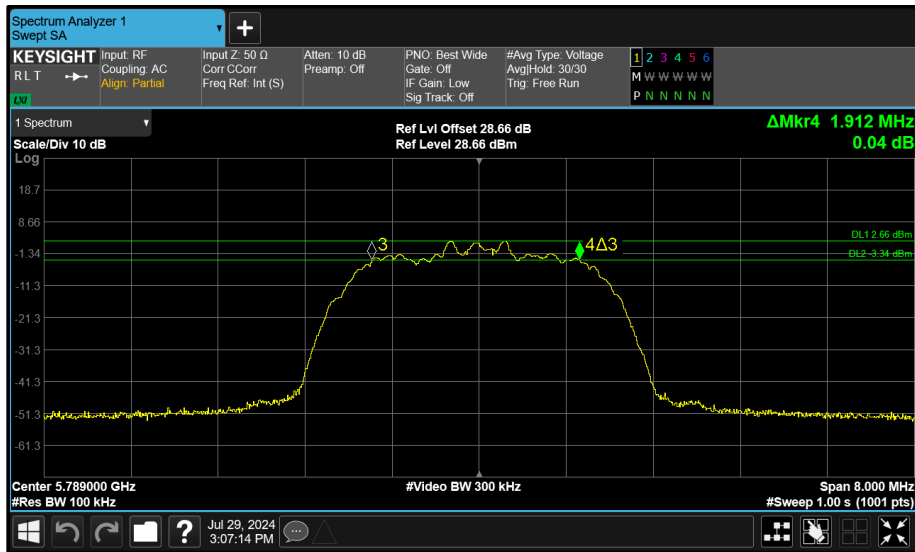 Spectrum Analyzer 1
Swept SA
+
KEYSIGHT
R L T
LXI
Input: RF
Coupling: AC
Align: Partial
Input Z: 50 Ω
Corr CCorr
Freq Ref: Int (S)
Atten: 10 dB
Preamp: Off
PNO: Best Wide
Gate: Off
IF Gain: Low
Sig Track: Off
#Avg Type: Voltage
Avg|Hold: 30/30
Trig: Free Run
1 2 3 4 5 6
M W W W W W
P N N N N N
1 Spectrum
Scale/Div 10 dB
Log
Ref Lvl Offset 28.66 dB
Ref Level 28.66 dBm
ΔMkr4 1.912 MHz
0.04 dB
18.7
8.66
-1.34
-11.3
-21.3
-31.3
-41.3
-51.3
-61.3
DL1 2.66 dBm
DL2 -3.34 dBm
3
4Δ3
Center 5.789000 GHz
#Video BW 300 kHz
Span 8.000 MHz
#Res BW 100 kHz
#Sweep 1.00 s (1001 pts)
?
Jul 29, 2024
3:07:14 PM